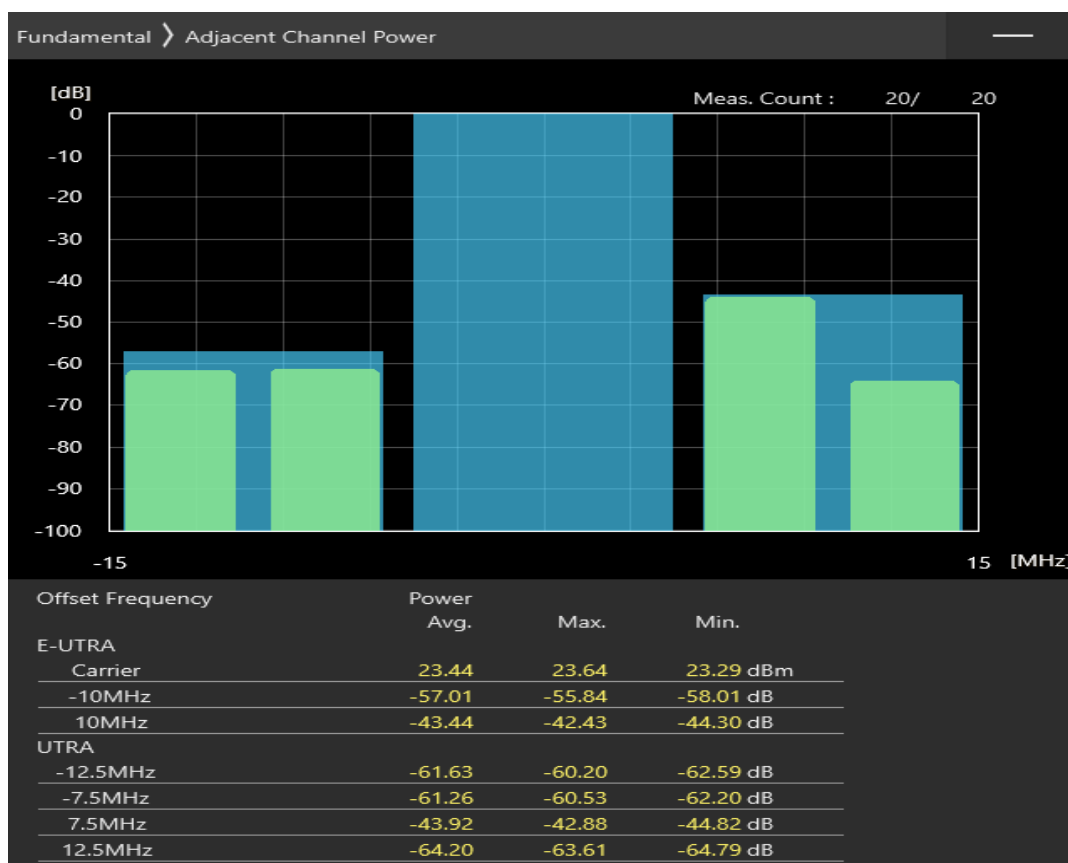 Fundamental ❯ Adjacent Channel Power
[dB]
Meas. Count : 20/ 20
0
-10
-20
-30
-40
-50
-60
-70
-80
-90
-100
-15 15 [MHz]
Offset Frequency Power
Avg. Max. Min.
E-UTRA
Carrier 23.44 23.64 23.29 dBm
-10MHz -57.01 -55.84 -58.01 dB
10MHz -43.44 -42.43 -44.30 dB
UTRA
-12.5MHz -61.63 -60.20 -62.59 dB
-7.5MHz -61.26 -60.53 -62.20 dB
7.5MHz -43.92 -42.88 -44.82 dB
12.5MHz -64.20 -63.61 -64.79 dB